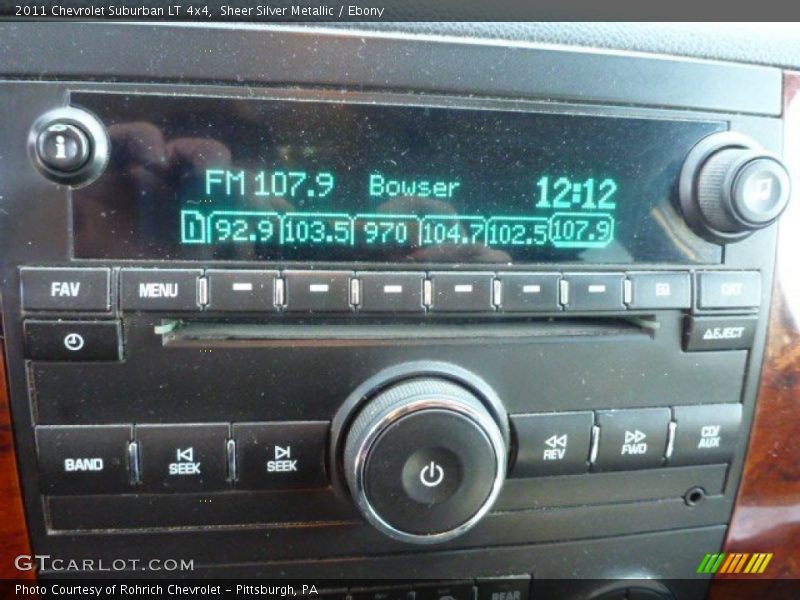 2011 Chevrolet Suburban LT 4x4, Sheer Silver Metallic / Ebony
i
FM 107.9 Bowser 12:12
1 92.9 103.5 970 104.7 102.5 107.9
FAV MENU EQ CAT
EJECT
BAND SEEK SEEK REV FWD CD/AUX
GTCARLOT.COM
REAR
Photo Courtesy of Rohrich Chevrolet – Pittsburgh, PA